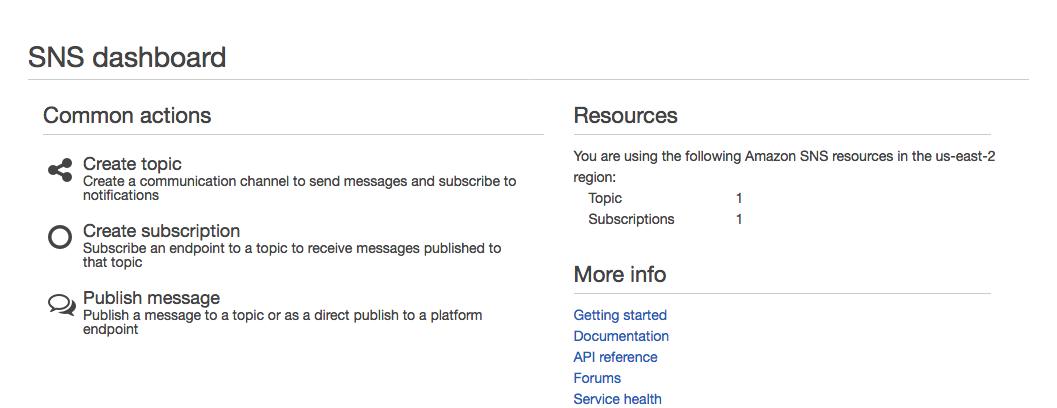 SNS dashboard
Common actions
Create topic
Create a communication channel to send messages and subscribe to
notifications
Create subscription
Subscribe an endpoint to a topic to receive messages published to
that topic
Publish message
Publish a message to a topic or as a direct publish to a platform
endpoint
Resources
You are using the following Amazon SNS resources in the us-east-2
region:
Topic 1
Subscriptions 1
More info
Getting started
Documentation
API reference
Forums
Service health